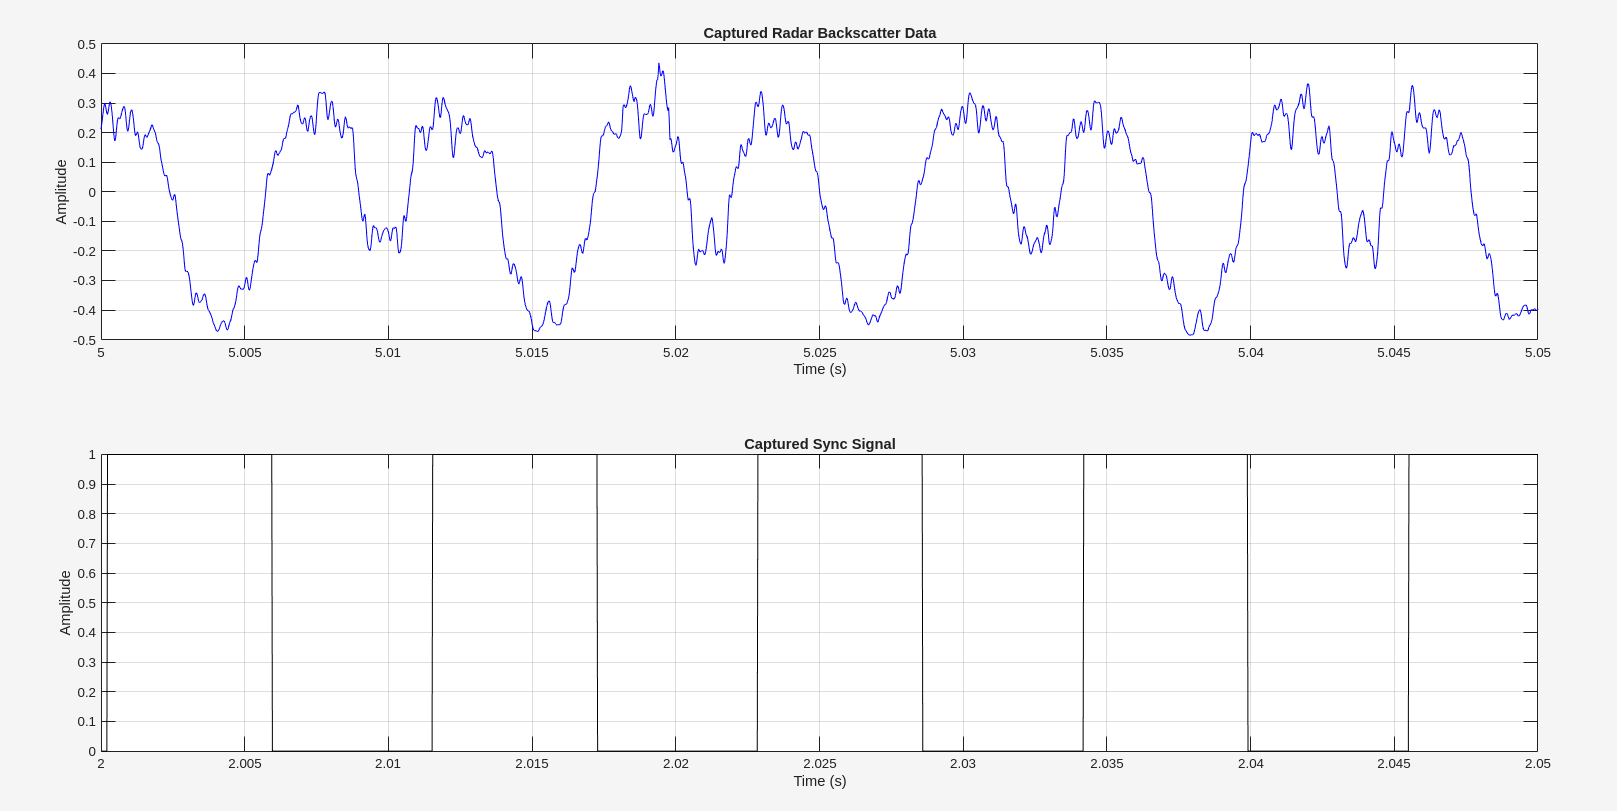 Captured Radar Backscatter Data
0.5
0.4
0.3
0.2
0.1
0
-0.1
-0.2
-0.3
-0.4
-0.5
Amplitude
5 5.005 5.01 5.015 5.02 5.025 5.03 5.035 5.04 5.045 5.05
Time (s)
Captured Sync Signal
1
0.9
0.8
0.7
0.6
0.5
0.4
0.3
0.2
0.1
0
Amplitude
2 2.005 2.01 2.015 2.02 2.025 2.03 2.035 2.04 2.045 2.05
Time (s)